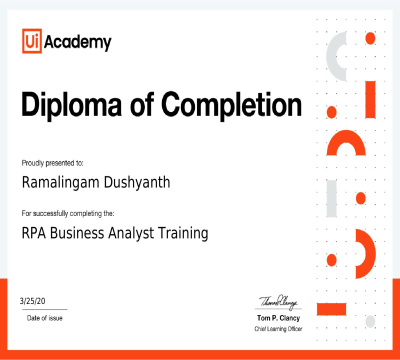 Ui Academy
Diploma of Completion
Proudly presented to:
Ramalingam Dushyanth
For successfully completing the:
RPA Business Analyst Training
3/25/20
Date of issue
Tom P. Clancy
Tom P. Clancy
Chief Learning Officer